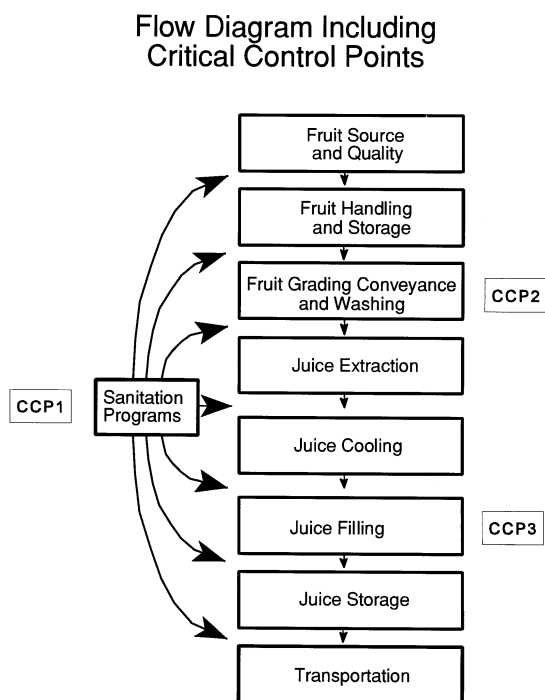 Flow Diagram Including
Critical Control Points
Fruit Source
and Quality
Fruit Handling
and Storage
Fruit Grading Conveyance
and Washing
CCP2
Juice Extraction
CCP1
Sanitation
Programs
Juice Cooling
Juice Filling
CCP3
Juice Storage
Transportation